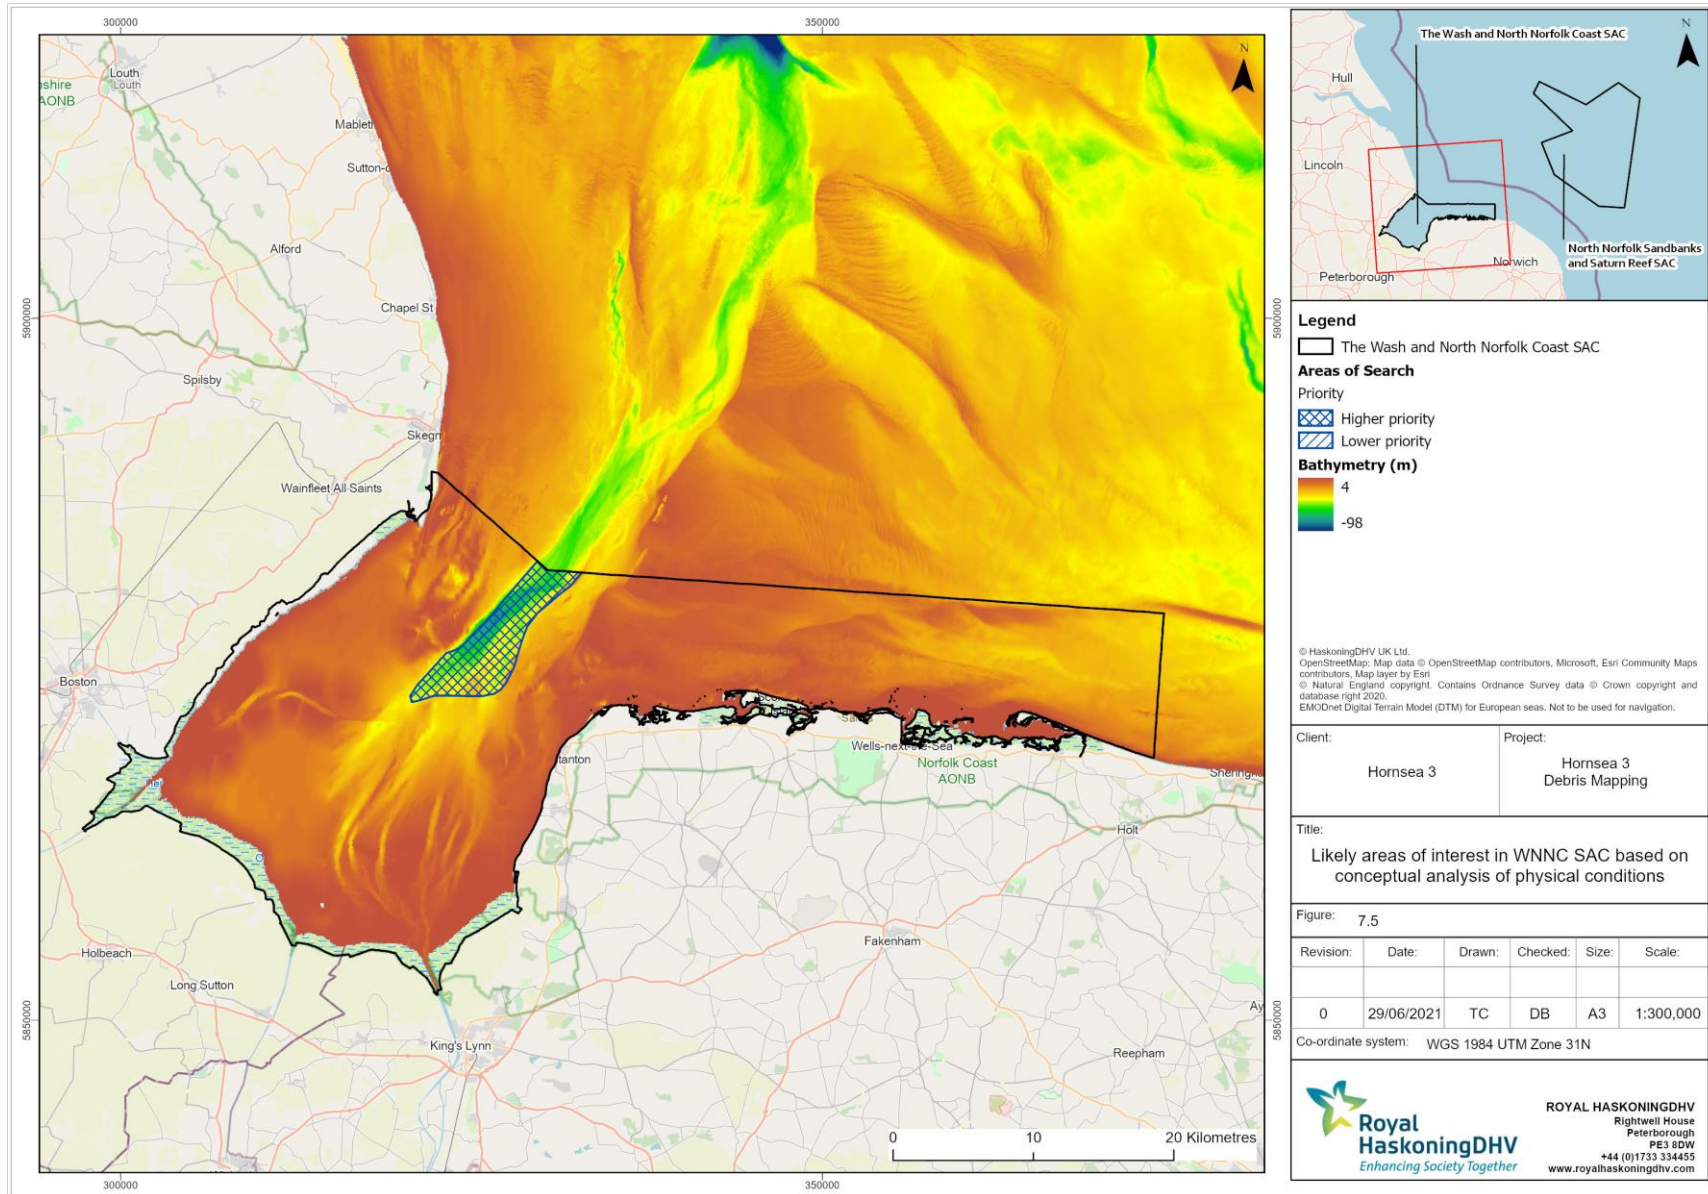 300000
350000
N
Louth
Louth
shire
AONB
Mableth
Sutton-o
Alford
Chapel St
5900000
5900000
Spilsby
Skegn
Wainfleet All Saints
Boston
Wells-next-the-Sea
Norfolk Coast
AONB
Sheringh
Holt
Holbeach
Long Sutton
Fakenham
King's Lynn
Reepham
5850000
5850000
0 10 20 Kilometres
300000
350000
The Wash and North Norfolk Coast SAC
N
Hull
Lincoln
Norwich
Peterborough
North Norfolk Sandbanks
and Saturn Reef SAC
Legend
The Wash and North Norfolk Coast SAC
Areas of Search
Priority
Higher priority
Lower priority
Bathymetry (m)
4
-98
© HaskoningDHV UK Ltd.
OpenStreetMap: Map data © OpenStreetMap contributors, Microsoft, Esri Community Maps
contributors, Map layer by Esri
© Natural England copyright. Contains Ordnance Survey data © Crown copyright and
database right 2020.
EMODnet Digital Terrain Model (DTM) for European seas. Not to be used for navigation.
Client:
Hornsea 3
Project:
Hornsea 3
Debris Mapping
Title:
Likely areas of interest in WNNC SAC based on
conceptual analysis of physical conditions
Figure: 7.5
Revision: Date: Drawn: Checked: Size: Scale:
0 29/06/2021 TC DB A3 1:300,000
Co-ordinate system: WGS 1984 UTM Zone 31N
Royal
HaskoningDHV
Enhancing Society Together
ROYAL HASKONINGDHV
Rightwell House
Peterborough
PE3 8DW
+44 (0)1733 334455
www.royalhaskoningdhv.com